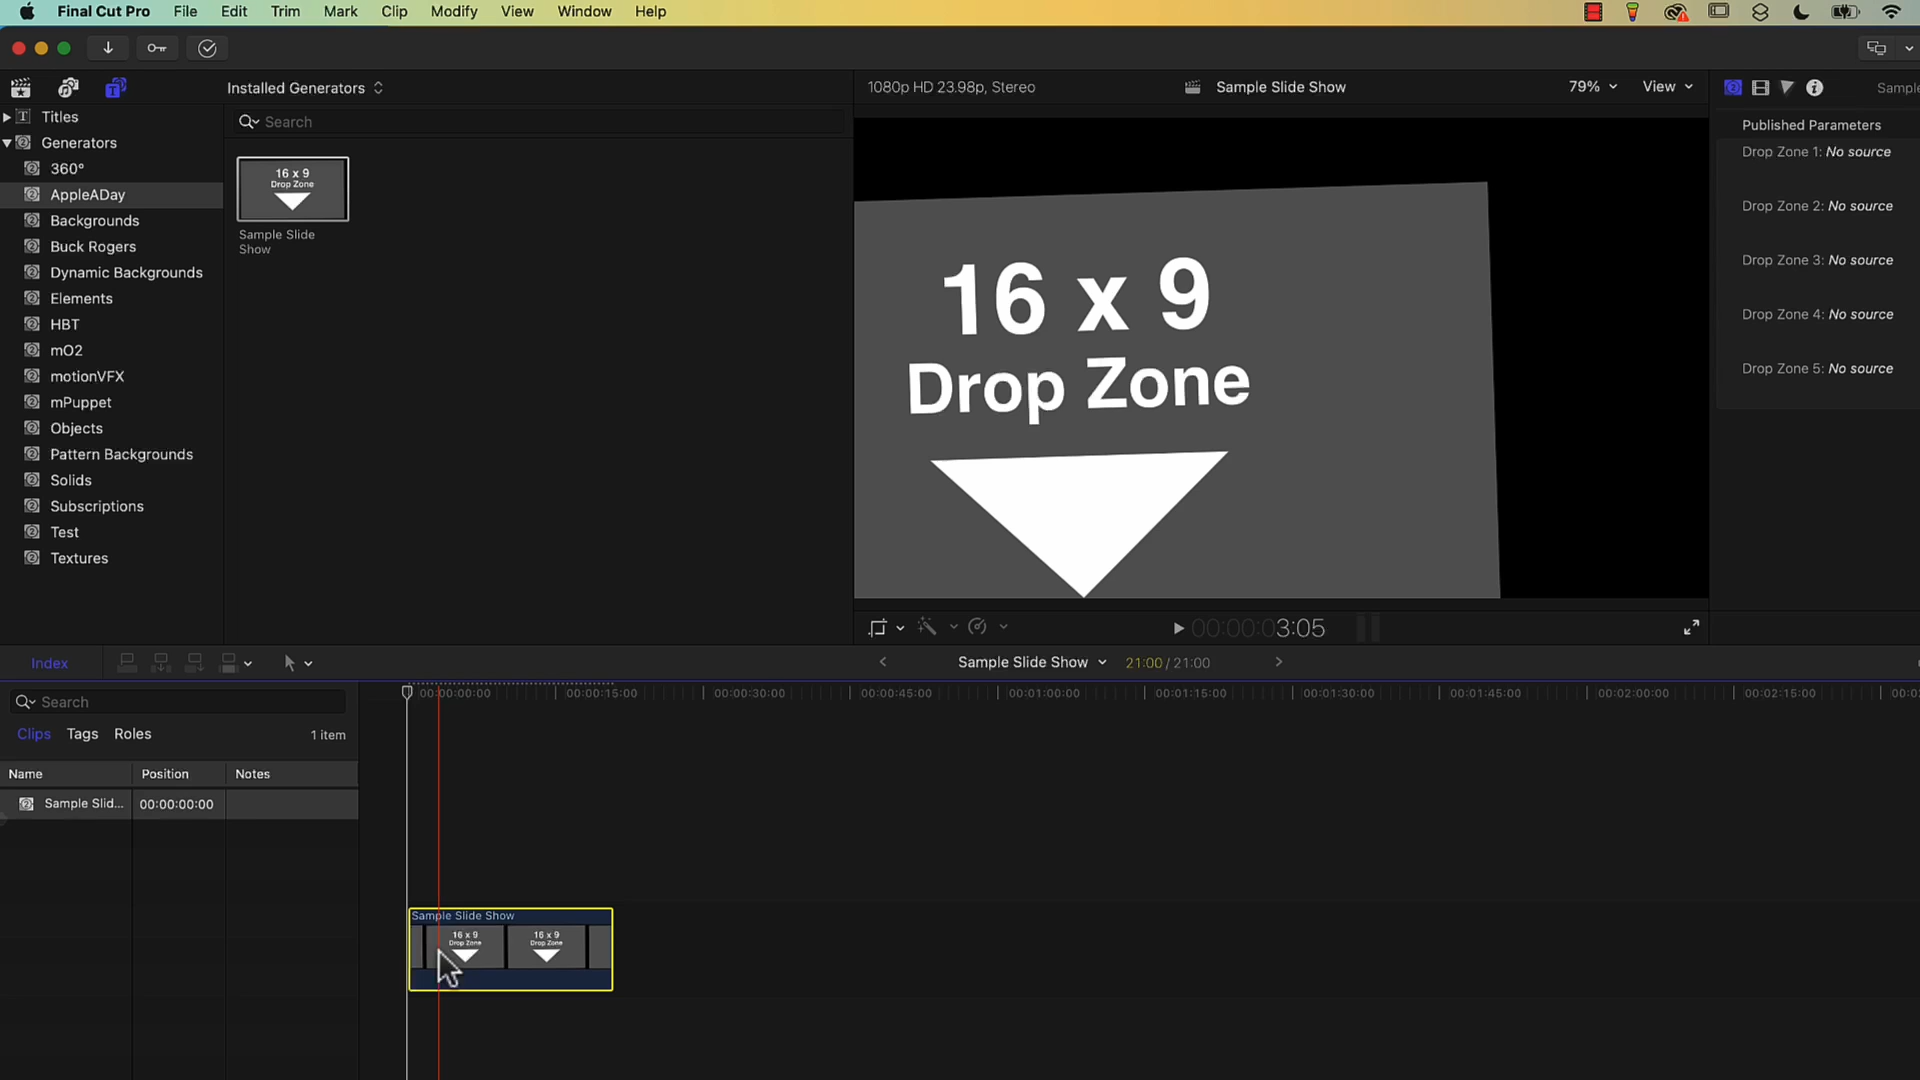 Final Cut Pro File Edit Trim Mark Clip Modify View Window Help
Installed Generators
1080p HD 23.98p, Stereo
Sample Slide Show
79%
View
Sample
Titles
Search
Generators
360°
AppleADay
Backgrounds
Buck Rogers
Dynamic Backgrounds
Elements
HBT
mO2
motionVFX
mPuppet
Objects
Pattern Backgrounds
Solids
Subscriptions
Test
Textures
16 x 9
Drop Zone
Sample Slide
Show
16 x 9
Drop Zone
Published Parameters
Drop Zone 1: No source
Drop Zone 2: No source
Drop Zone 3: No source
Drop Zone 4: No source
Drop Zone 5: No source
00:00:03:05
Index
Sample Slide Show
21:00 / 21:00
Search
00:00:00:00 00:00:15:00 00:00:30:00 00:00:45:00 00:01:00:00 00:01:15:00 00:01:30:00 00:01:45:00 00:02:00:00 00:02:15:00
Clips Tags Roles 1 item
Name Position Notes
Sample Slid... 00:00:00:00
Sample Slide Show
16 x 9
Drop Zone
16 x 9
Drop Zone